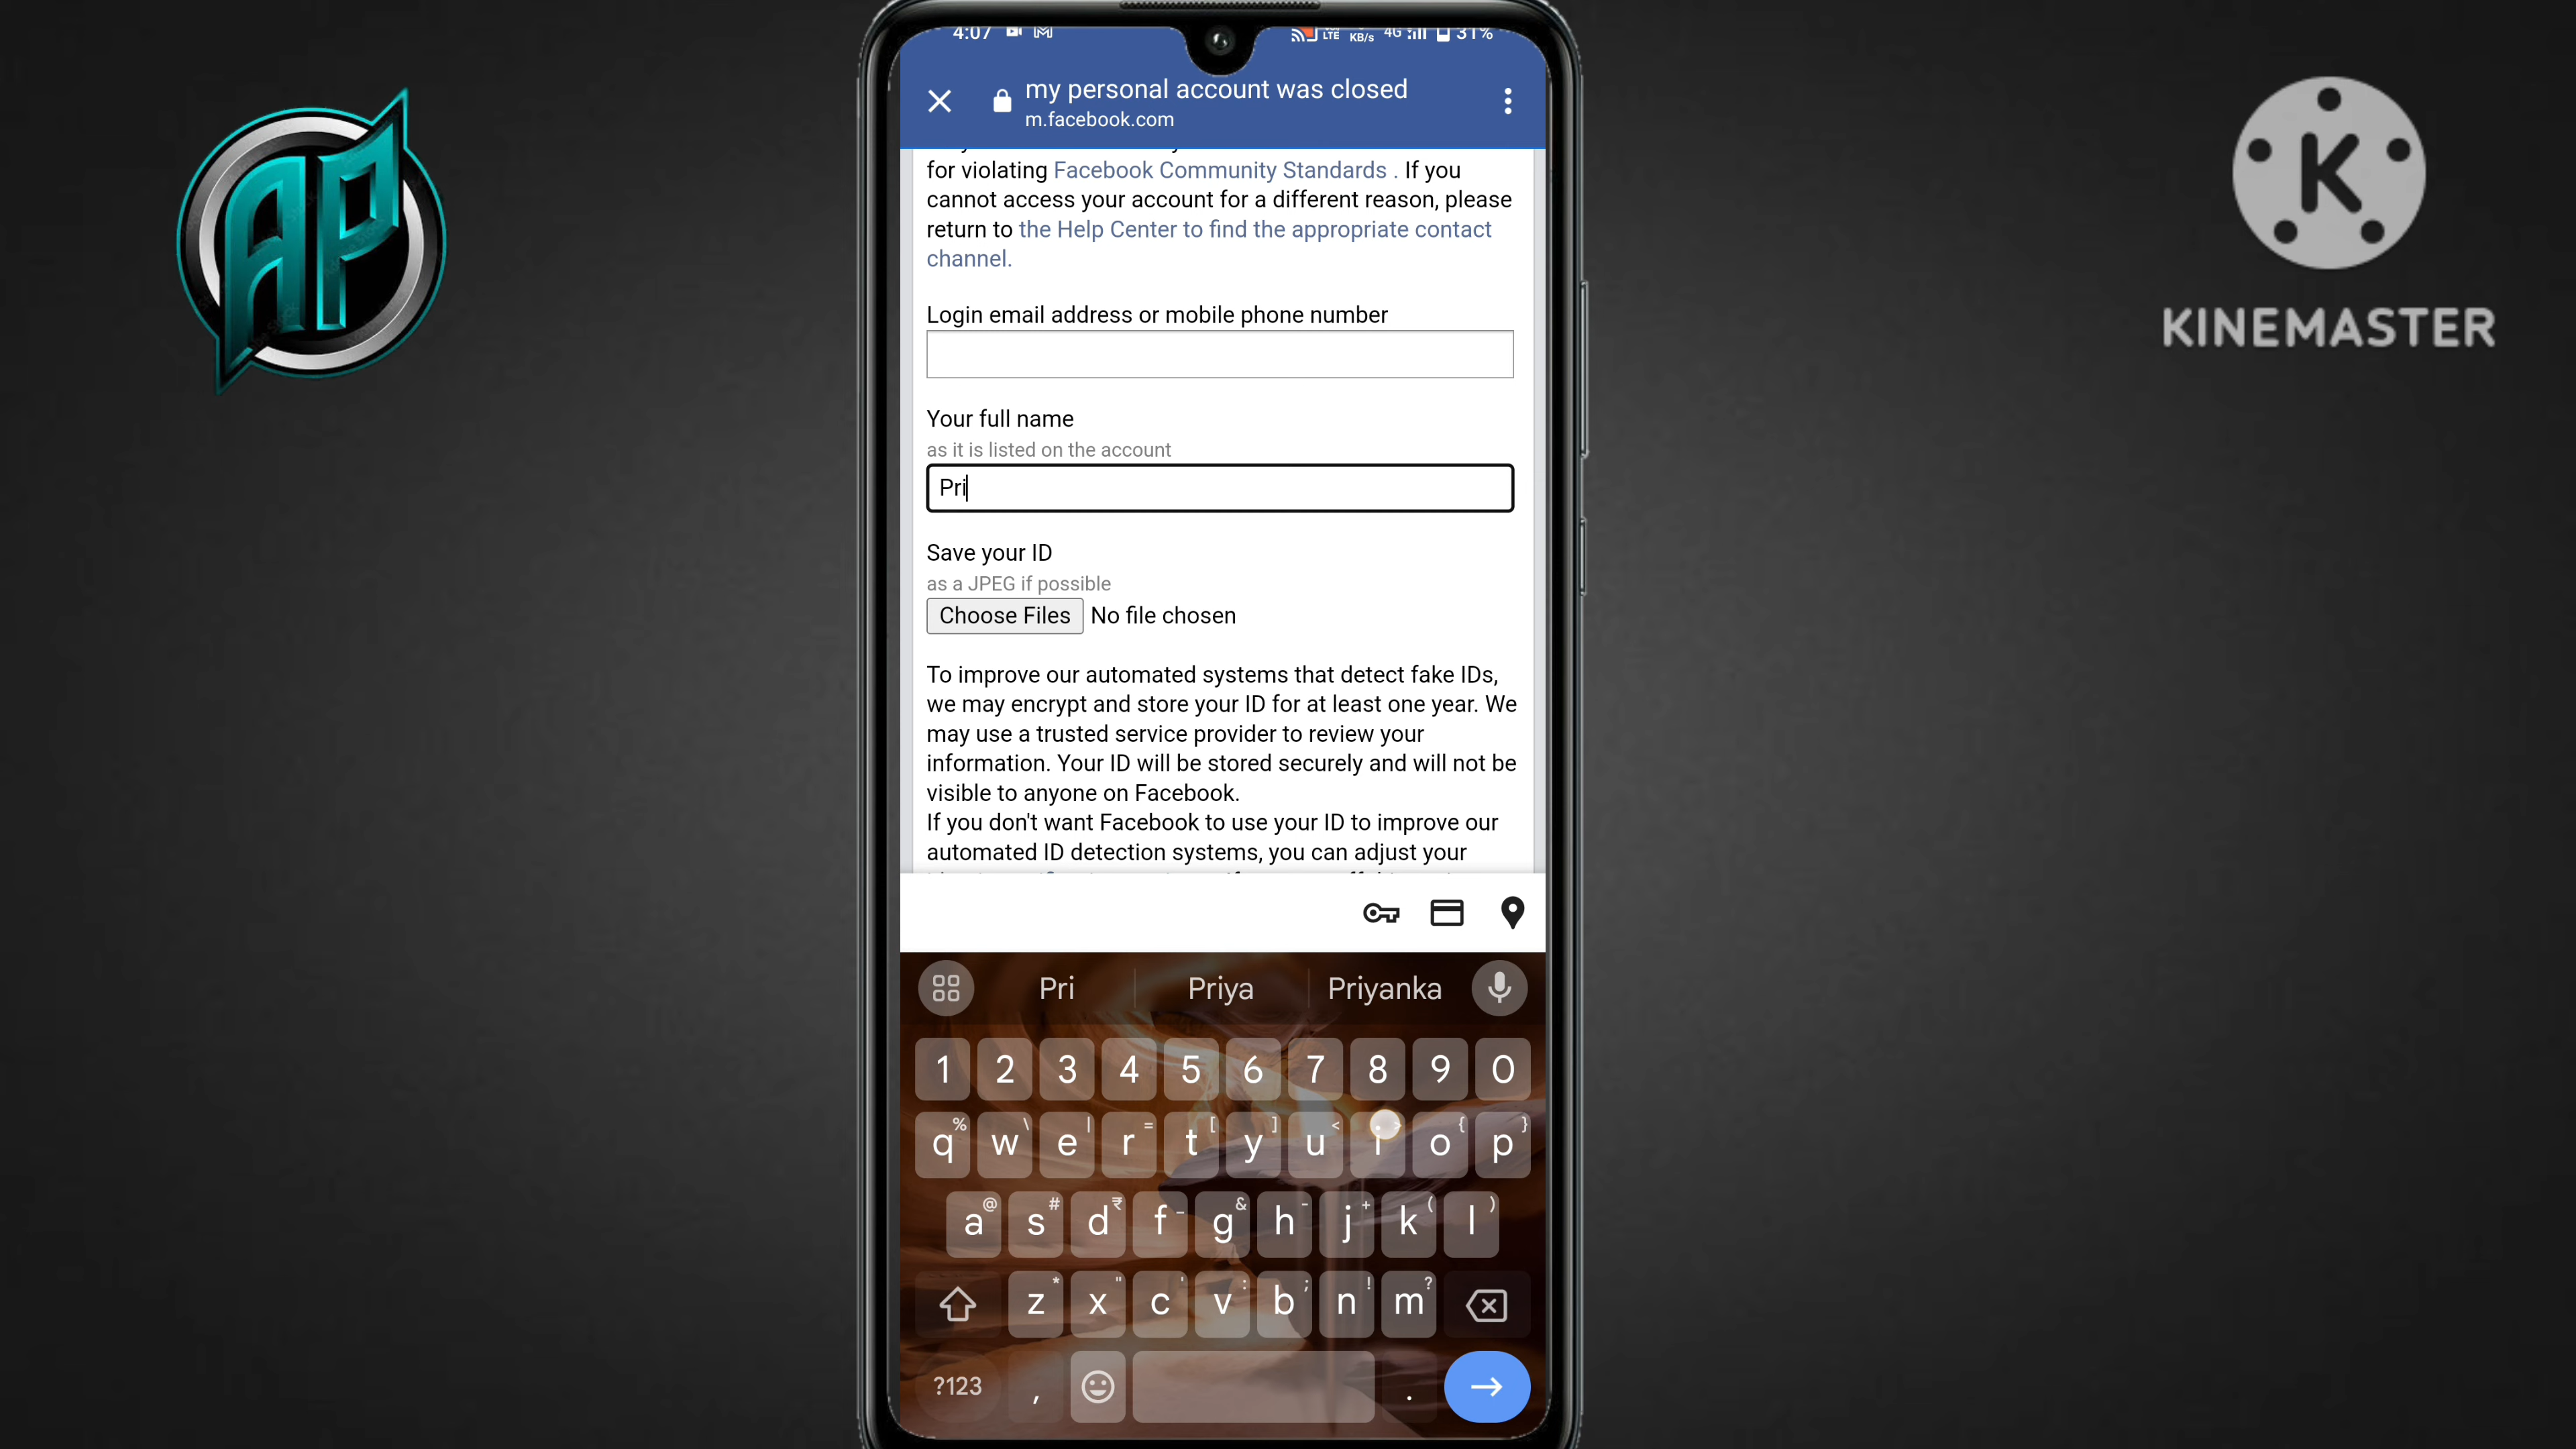 4:07
LTE KB/s 4G 31%
my personal account was closed
m.facebook.com
for violating Facebook Community Standards . If you
cannot access your account for a different reason, please
return to the Help Center to find the appropriate contact
channel.
Login email address or mobile phone number
Your full name
as it is listed on the account
Pri
Save your ID
as a JPEG if possible
Choose Files No file chosen
To improve our automated systems that detect fake IDs,
we may encrypt and store your ID for at least one year. We
may use a trusted service provider to review your
information. Your ID will be stored securely and will not be
visible to anyone on Facebook.
If you don't want Facebook to use your ID to improve our
automated ID detection systems, you can adjust your
Pri Priya Priyanka
1 2 3 4 5 6 7 8 9 0
% \ | = [ ] < > { }
q w e r t y u i o p
@ # ₹ _ & - + ( )
a s d f g h j k l
* " ' : ; ! ?
z x c v b n m
?123 , .
AP
K
KINEMASTER